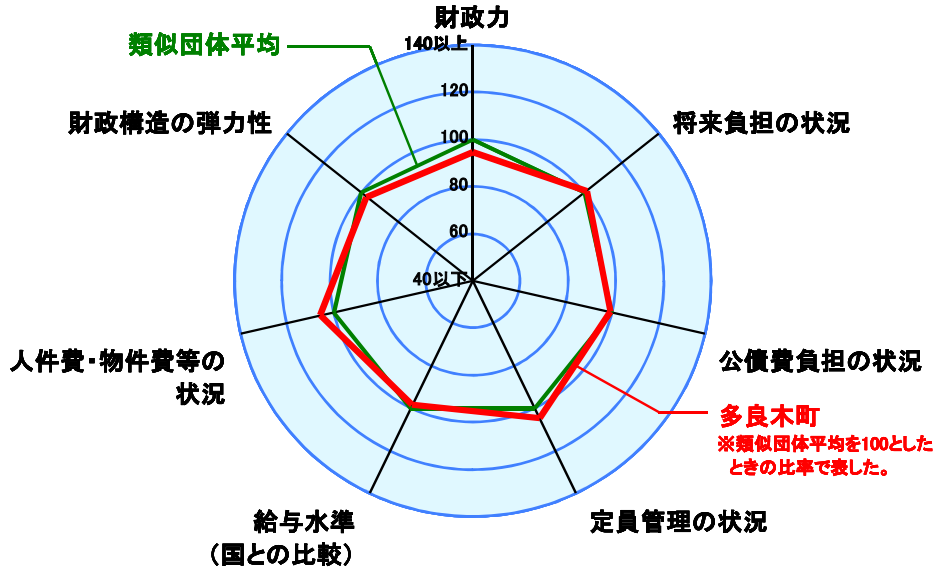 財政力
140以上
類似団体平均
120
財政構造の弾力性
将来負担の状況
100
80
60
40以下
人件費・物件費等の
状況
公債費負担の状況
多良木町
※類似団体平均を100とした
ときの比率で表した。
給与水準
(国との比較)
定員管理の状況